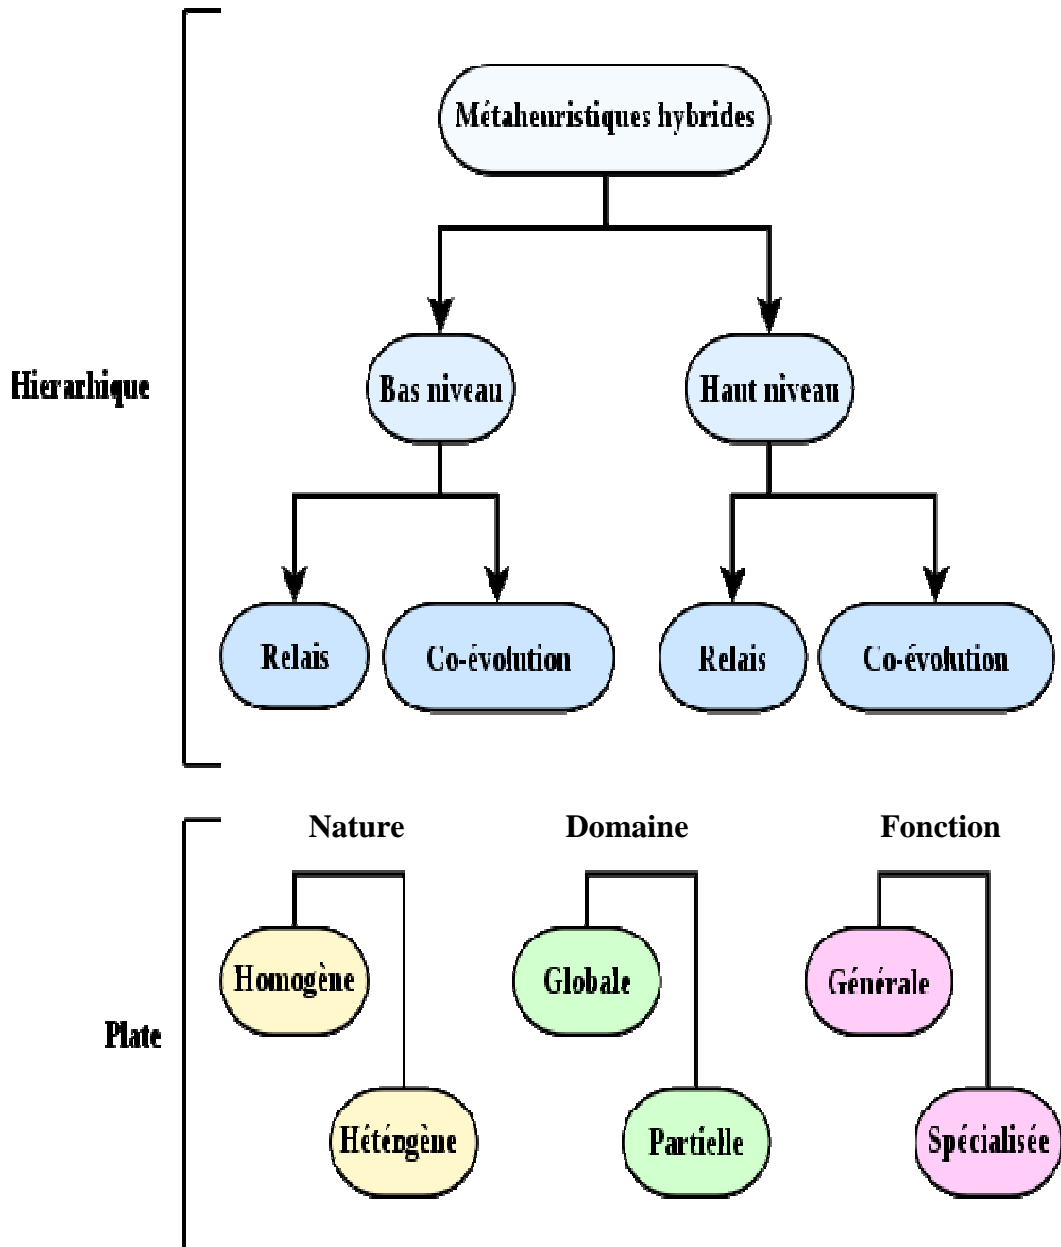 Métaheuristiques hybrides
Hierarhique
Bas niveau
Haut niveau
Relais
Co-évolution
Relais
Co-évolution
Nature
Domaine
Fonction
Homogène
Globale
Générale
Plate
Hétérogène
Partielle
Spécialisée